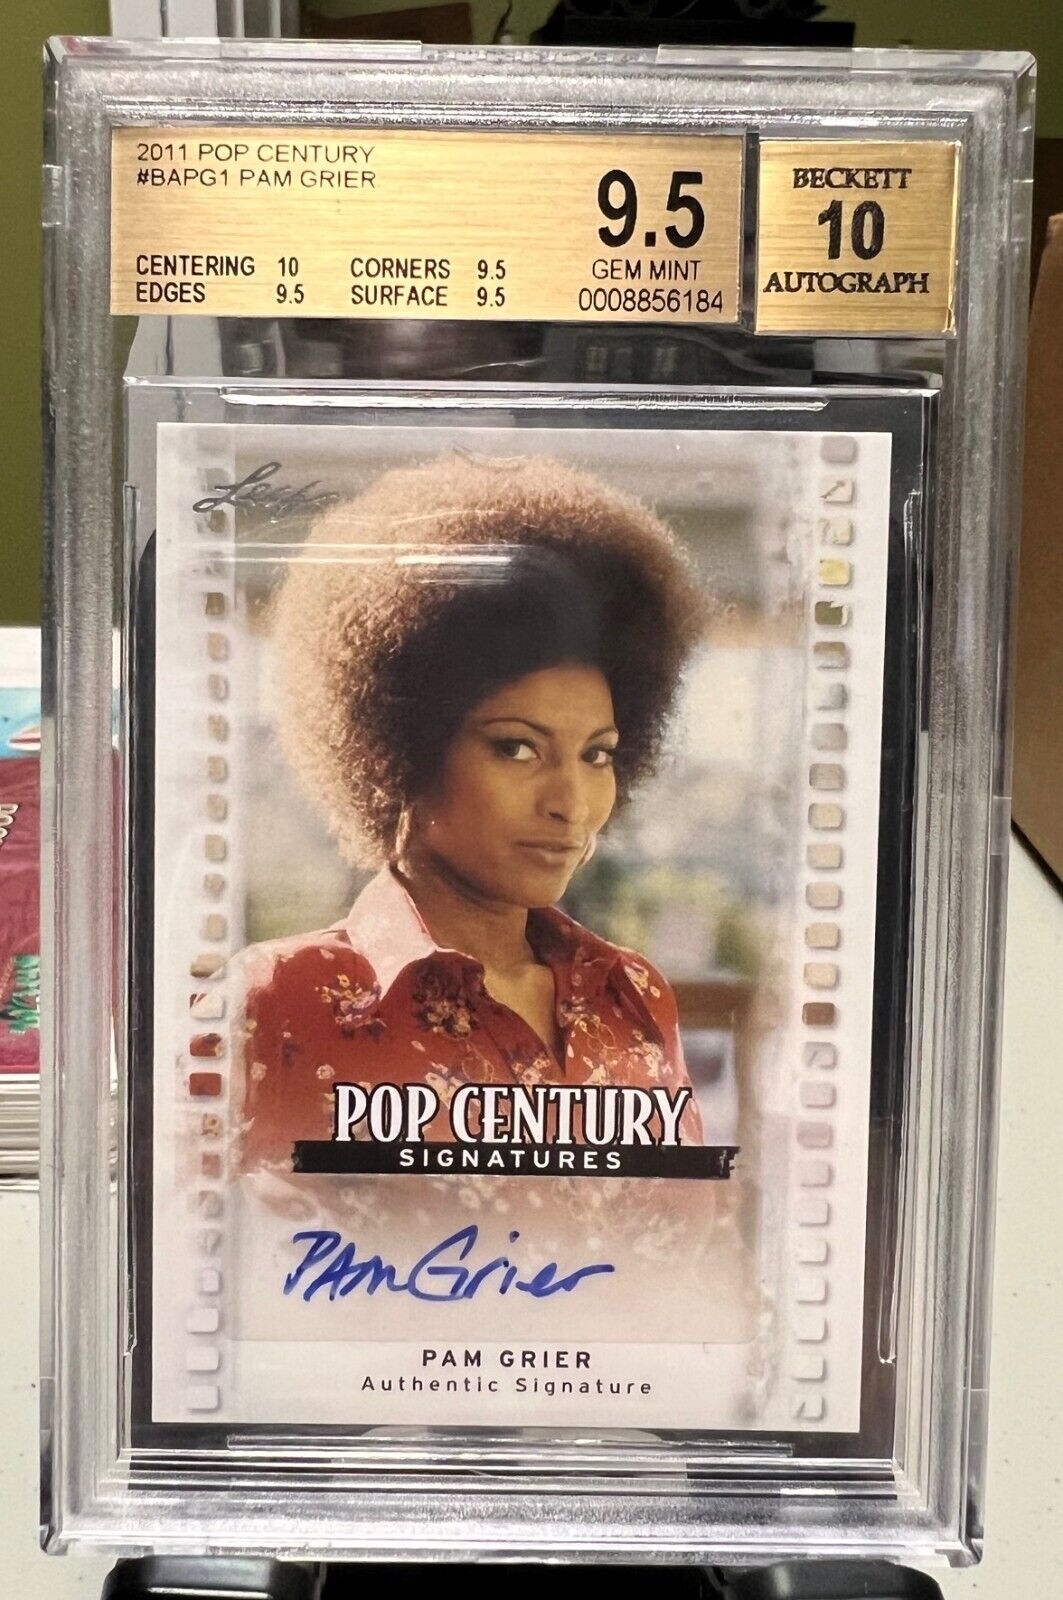 2011 POP CENTURY
#BAPG1 PAM GRIER
CENTERING 10 CORNERS 9.5
EDGES 9.5 SURFACE 9.5
9.5
GEM MINT
0008856184
BECKETT
10
AUTOGRAPH
Leaf
POP CENTURY
SIGNATURES
PAm Grier
PAM GRIER
Authentic Signature